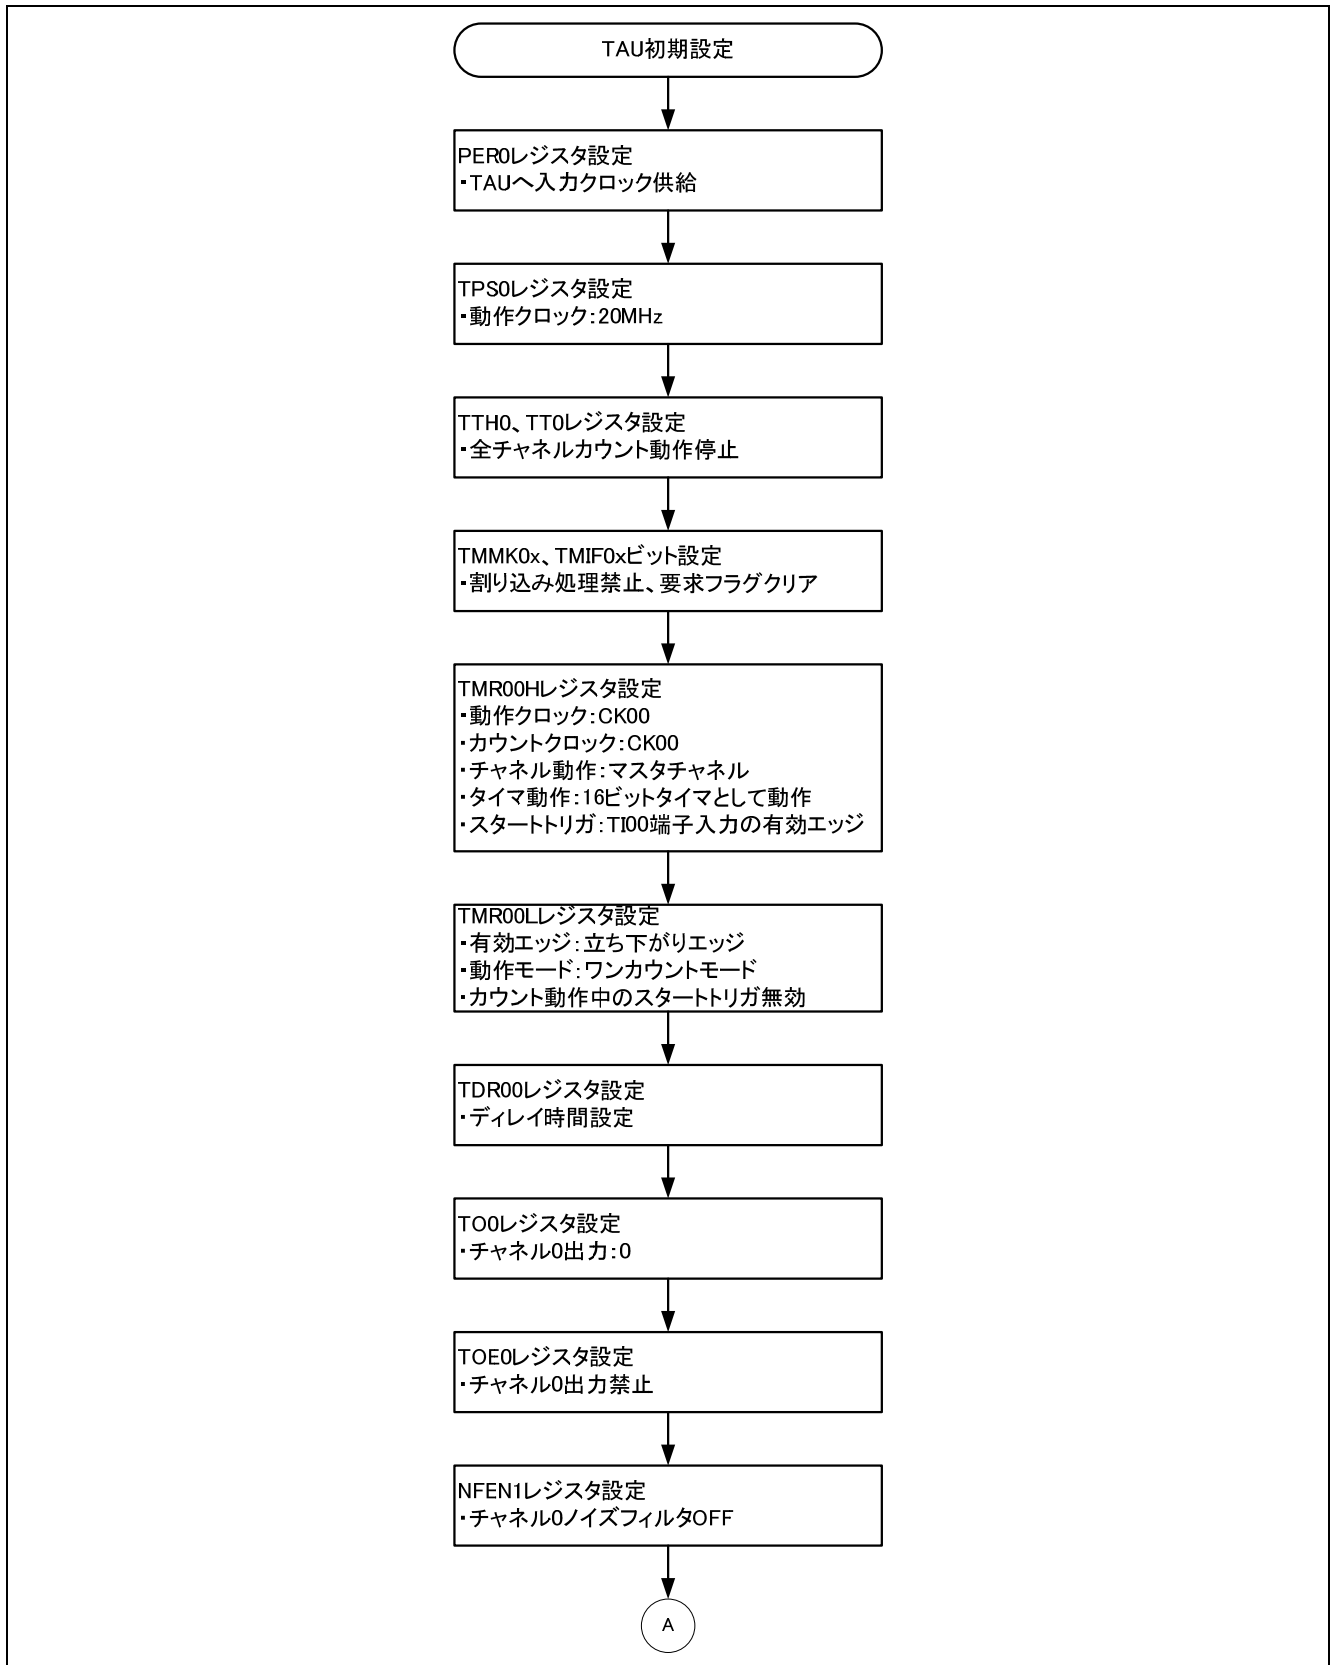 TAU初期設定
PER0レジスタ設定
・TAUへ入力クロック供給
TPS0レジスタ設定
・動作クロック：20MHz
TTH0、TT0レジスタ設定
・全チャネルカウント動作停止
TMMK0x、TMIF0xビット設定
・割り込み処理禁止、要求フラグクリア
TMR00Hレジスタ設定
・動作クロック：CK00
・カウントクロック：CK00
・チャネル動作：マスタチャネル
・タイマ動作：16ビットタイマとして動作
・スタートトリガ：TI00端子入力の有効エッジ
TMR00Lレジスタ設定
・有効エッジ：立ち下がりエッジ
・動作モード：ワンカウントモード
・カウント動作中のスタートトリガ無効
TDR00レジスタ設定
・ディレイ時間設定
TO0レジスタ設定
・チャネル0出力：0
TOE0レジスタ設定
・チャネル0出力禁止
NFEN1レジスタ設定
・チャネル0ノイズフィルタOFF
A